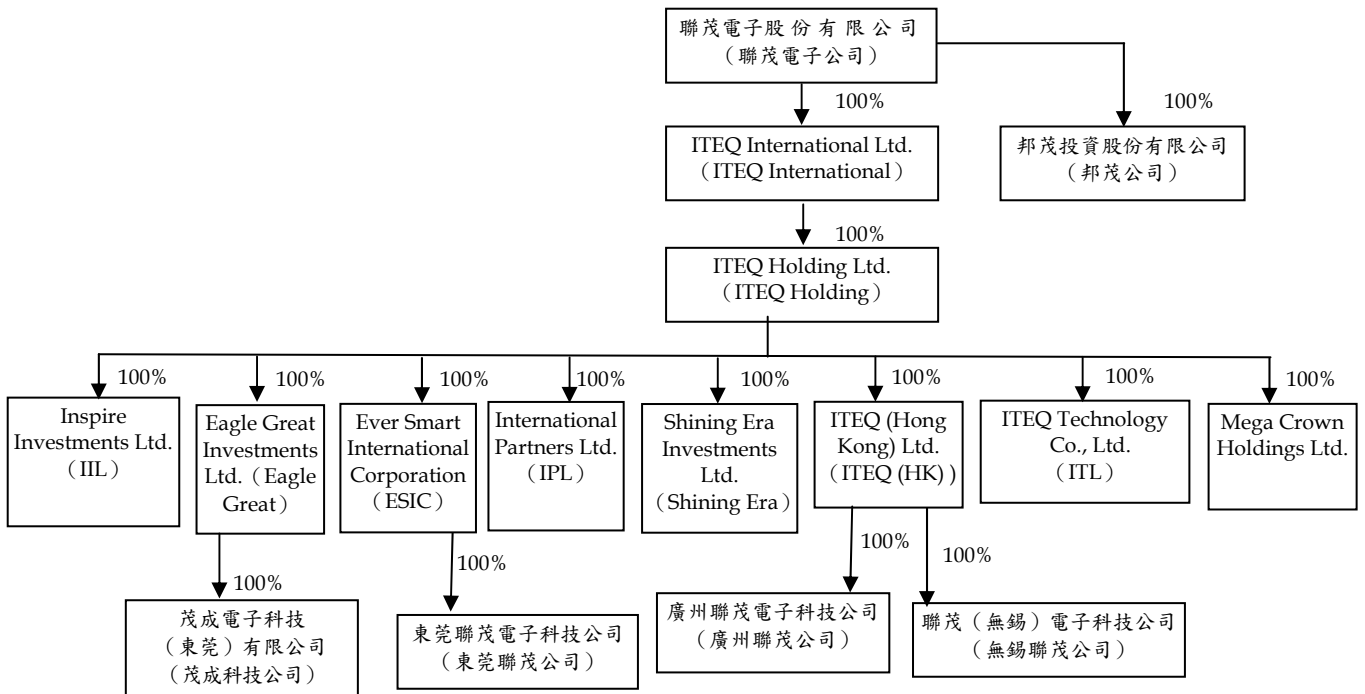 聯茂電子股份有限公司
（聯茂電子公司）
100%
100%
ITEQ International Ltd.
（ITEQ International）
邦茂投資股份有限公司
（邦茂公司）
100%
ITEQ Holding Ltd.
（ITEQ Holding）
100%
100%
100%
100%
100%
100%
100%
100%
Inspire
Investments Ltd.
（IIL）
Eagle Great
Investments
Ltd.（Eagle
Great）
Ever Smart
International
Corporation
（ESIC）
International
Partners Ltd.
（IPL）
Shining Era
Investments
Ltd.
（Shining Era）
ITEQ (Hong
Kong) Ltd.
（ITEQ (HK)）
ITEQ Technology
Co., Ltd.
（ITL）
Mega Crown
Holdings Ltd.
100%
100%
100%
100%
茂成電子科技
（東莞）有限公司
（茂成科技公司）
東莞聯茂電子科技公司
（東莞聯茂公司）
廣州聯茂電子科技公司
（廣州聯茂公司）
聯茂（無錫）電子科技公司
（無錫聯茂公司）